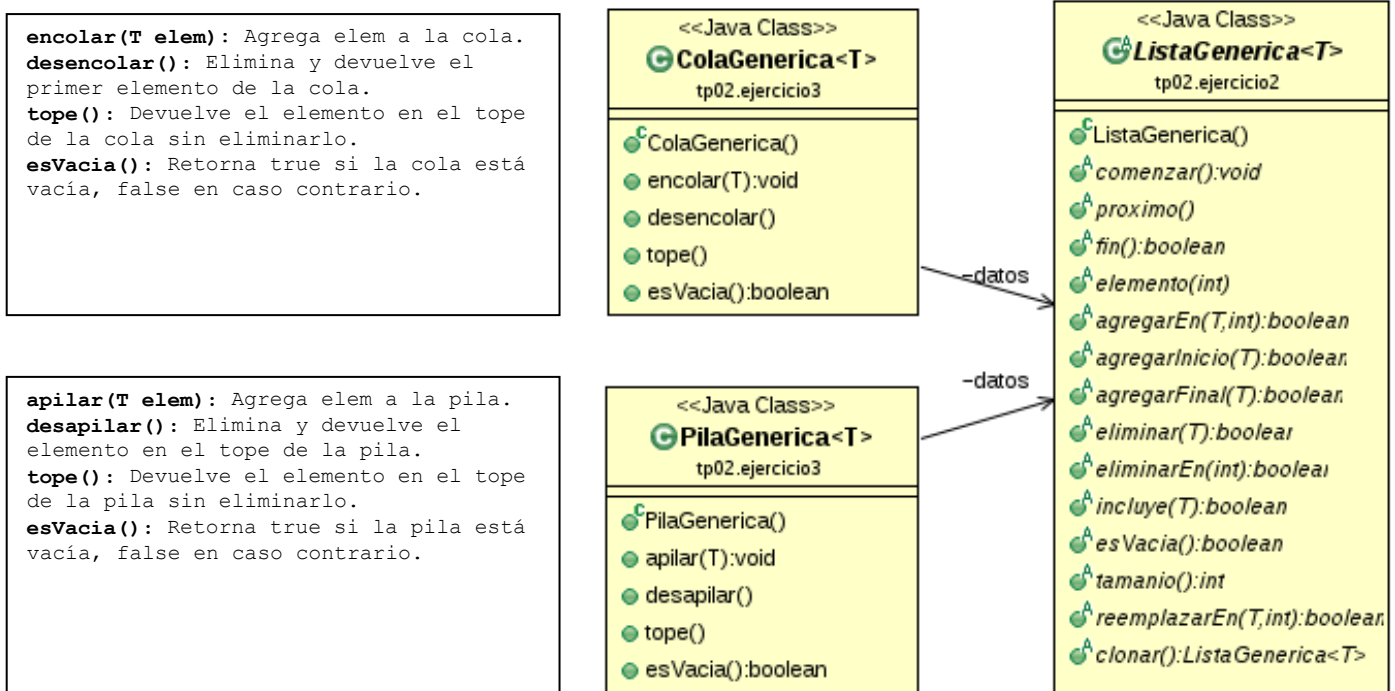 encolar(T elem): Agrega elem a la cola.
desencolar(): Elimina y devuelve el
primer elemento de la cola.
tope(): Devuelve el elemento en el tope
de la cola sin eliminarlo.
esVacia(): Retorna true si la cola está
vacía, false en caso contrario.
<<Java Class>>
ColaGenerica<T>
tp02.ejercicio3
ColaGenerica()
encolar(T):void
desencolar()
tope()
esVacia():boolean
-datos
apilar(T elem): Agrega elem a la pila.
desapilar(): Elimina y devuelve el
elemento en el tope de la pila.
tope(): Devuelve el elemento en el tope
de la pila sin eliminarlo.
esVacia(): Retorna true si la pila está
vacía, false en caso contrario.
<<Java Class>>
PilaGenerica<T>
tp02.ejercicio3
PilaGenerica()
apilar(T):void
desapilar()
tope()
esVacia():boolean
-datos
<<Java Class>>
ListaGenerica<T>
tp02.ejercicio2
ListaGenerica()
comenzar():void
proximo()
fin():boolean
elemento(int)
agregarEn(T,int):boolean
agregarInicio(T):boolean
agregarFinal(T):boolean
eliminar(T):boolean
eliminarEn(int):boolean
incluye(T):boolean
esVacia():boolean
tamanio():int
reemplazarEn(T,int):boolean
clonar():ListaGenerica<T>